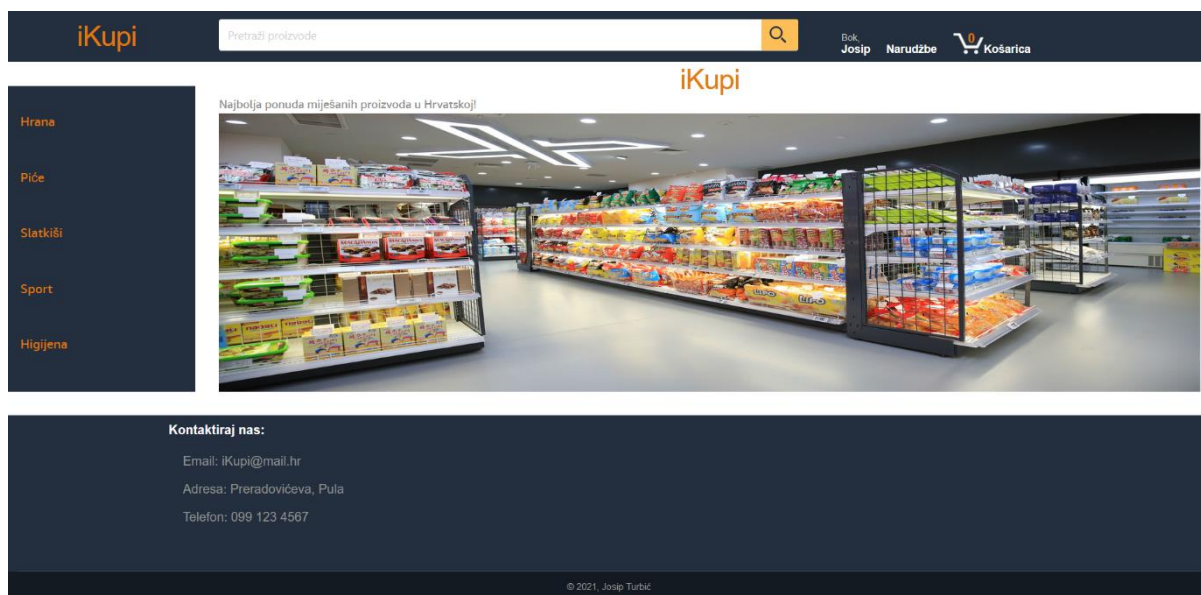 iKupi
Pretraži proizvode
Bok,
Josip
Narudžbe
0
Košarica
iKupi
Najbolja ponuda miješanih proizvoda u Hrvatskoj!
Hrana
Piće
Slatkiši
Sport
Higijena
Kontaktiraj nas:
Email: iKupi@mail.hr
Adresa: Preradovićeva, Pula
Telefon: 099 123 4567
© 2021, Josip Turbić